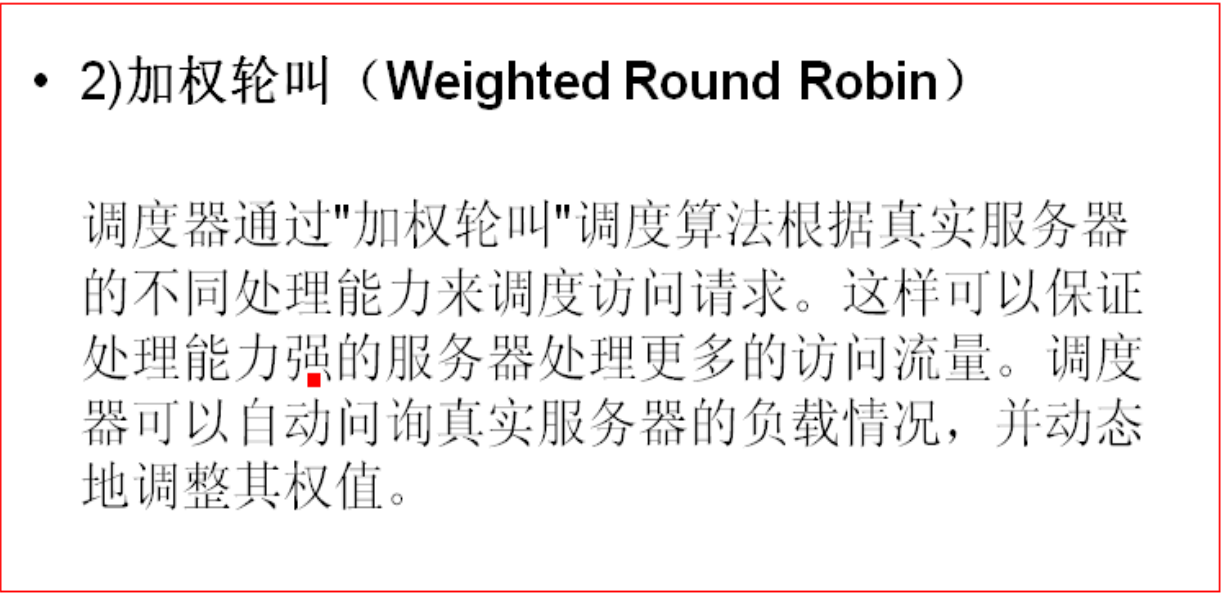 • 2)加权轮叫（Weighted Round Robin）
调度器通过"加权轮叫"调度算法根据真实服务器
的不同处理能力来调度访问请求。这样可以保证
处理能力强的服务器处理更多的访问流量。调度
器可以自动问询真实服务器的负载情况，并动态
地调整其权值。